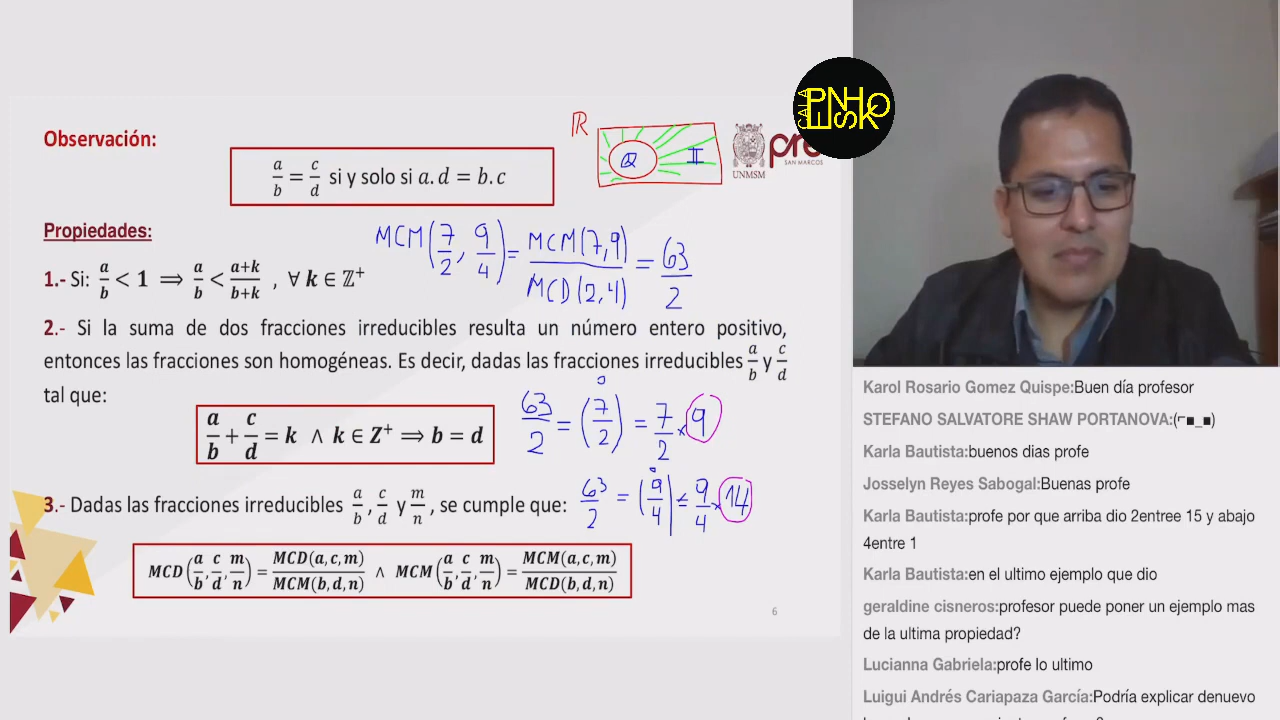 Observación:
a/b = c/d si y solo si a.d = b.c
ℝ
ℚ
𝕀
UNMSM
pre
SAN MARCOS
CALA
PENSHOK
Propiedades:
MCM(7/2, 9/4) = MCM(7,9)/MCD(2,4) = 63/2
1.- Si: a/b < 1 ⟹ a/b < a+k/b+k , ∀ k ∈ ℤ⁺
2.- Si la suma de dos fracciones irreducibles resulta un número entero positivo,
entonces las fracciones son homogéneas. Es decir, dadas las fracciones irreducibles a/b y c/d
tal que:
a/b + c/d = k ∧ k ∈ Z⁺ ⟹ b = d
63/2 = (7/2)° = 7/2 × 9
3.- Dadas las fracciones irreducibles a/b, c/d y m/n, se cumple que:
63/2 = (9/4)° = 9/4 × 14
MCD(a/b, c/d, m/n) = MCD(a,c,m)/MCM(b,d,n) ∧ MCM(a/b, c/d, m/n) = MCM(a,c,m)/MCD(b,d,n)
6
Karol Rosario Gomez Quispe:Buen día profesor
STEFANO SALVATORE SHAW PORTANOVA:(⌐■_■)
Karla Bautista:buenos dias profe
Josselyn Reyes Sabogal:Buenas profe
Karla Bautista:profe por que arriba dio 2entree 15 y abajo
4entre 1
Karla Bautista:en el ultimo ejemplo que dio
geraldine cisneros:profesor puede poner un ejemplo mas
de la ultima propiedad?
Lucianna Gabriela:profe lo ultimo
Luigui Andrés Cariapaza García:Podría explicar denuevo